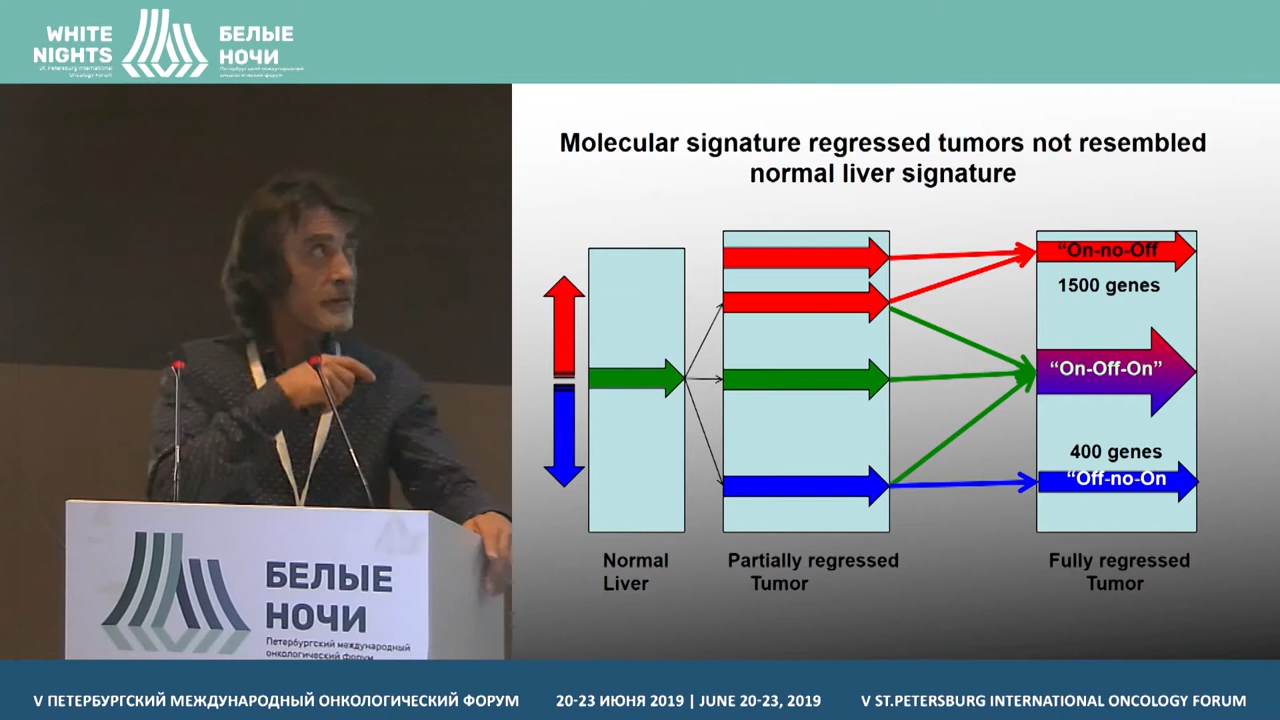 WHITE
NIGHTS
St. Petersburg International
Oncology Forum
БЕЛЫЕ
НОЧИ
Петербургский международный
онкологический форум
Molecular signature regressed tumors not resembled
normal liver signature
“On-no-Off
1500 genes
“On-Off-On”
400 genes
“Off-no-On
Normal
Liver
Partially regressed
Tumor
Fully regressed
Tumor
БЕЛЫЕ
НОЧИ
Петербургский международный
онкологический форум
V ПЕТЕРБУРГСКИЙ МЕЖДУНАРОДНЫЙ ОНКОЛОГИЧЕСКИЙ ФОРУМ
20-23 ИЮНЯ 2019 | JUNE 20-23, 2019
V ST.PETERSBURG INTERNATIONAL ONCOLOGY FORUM